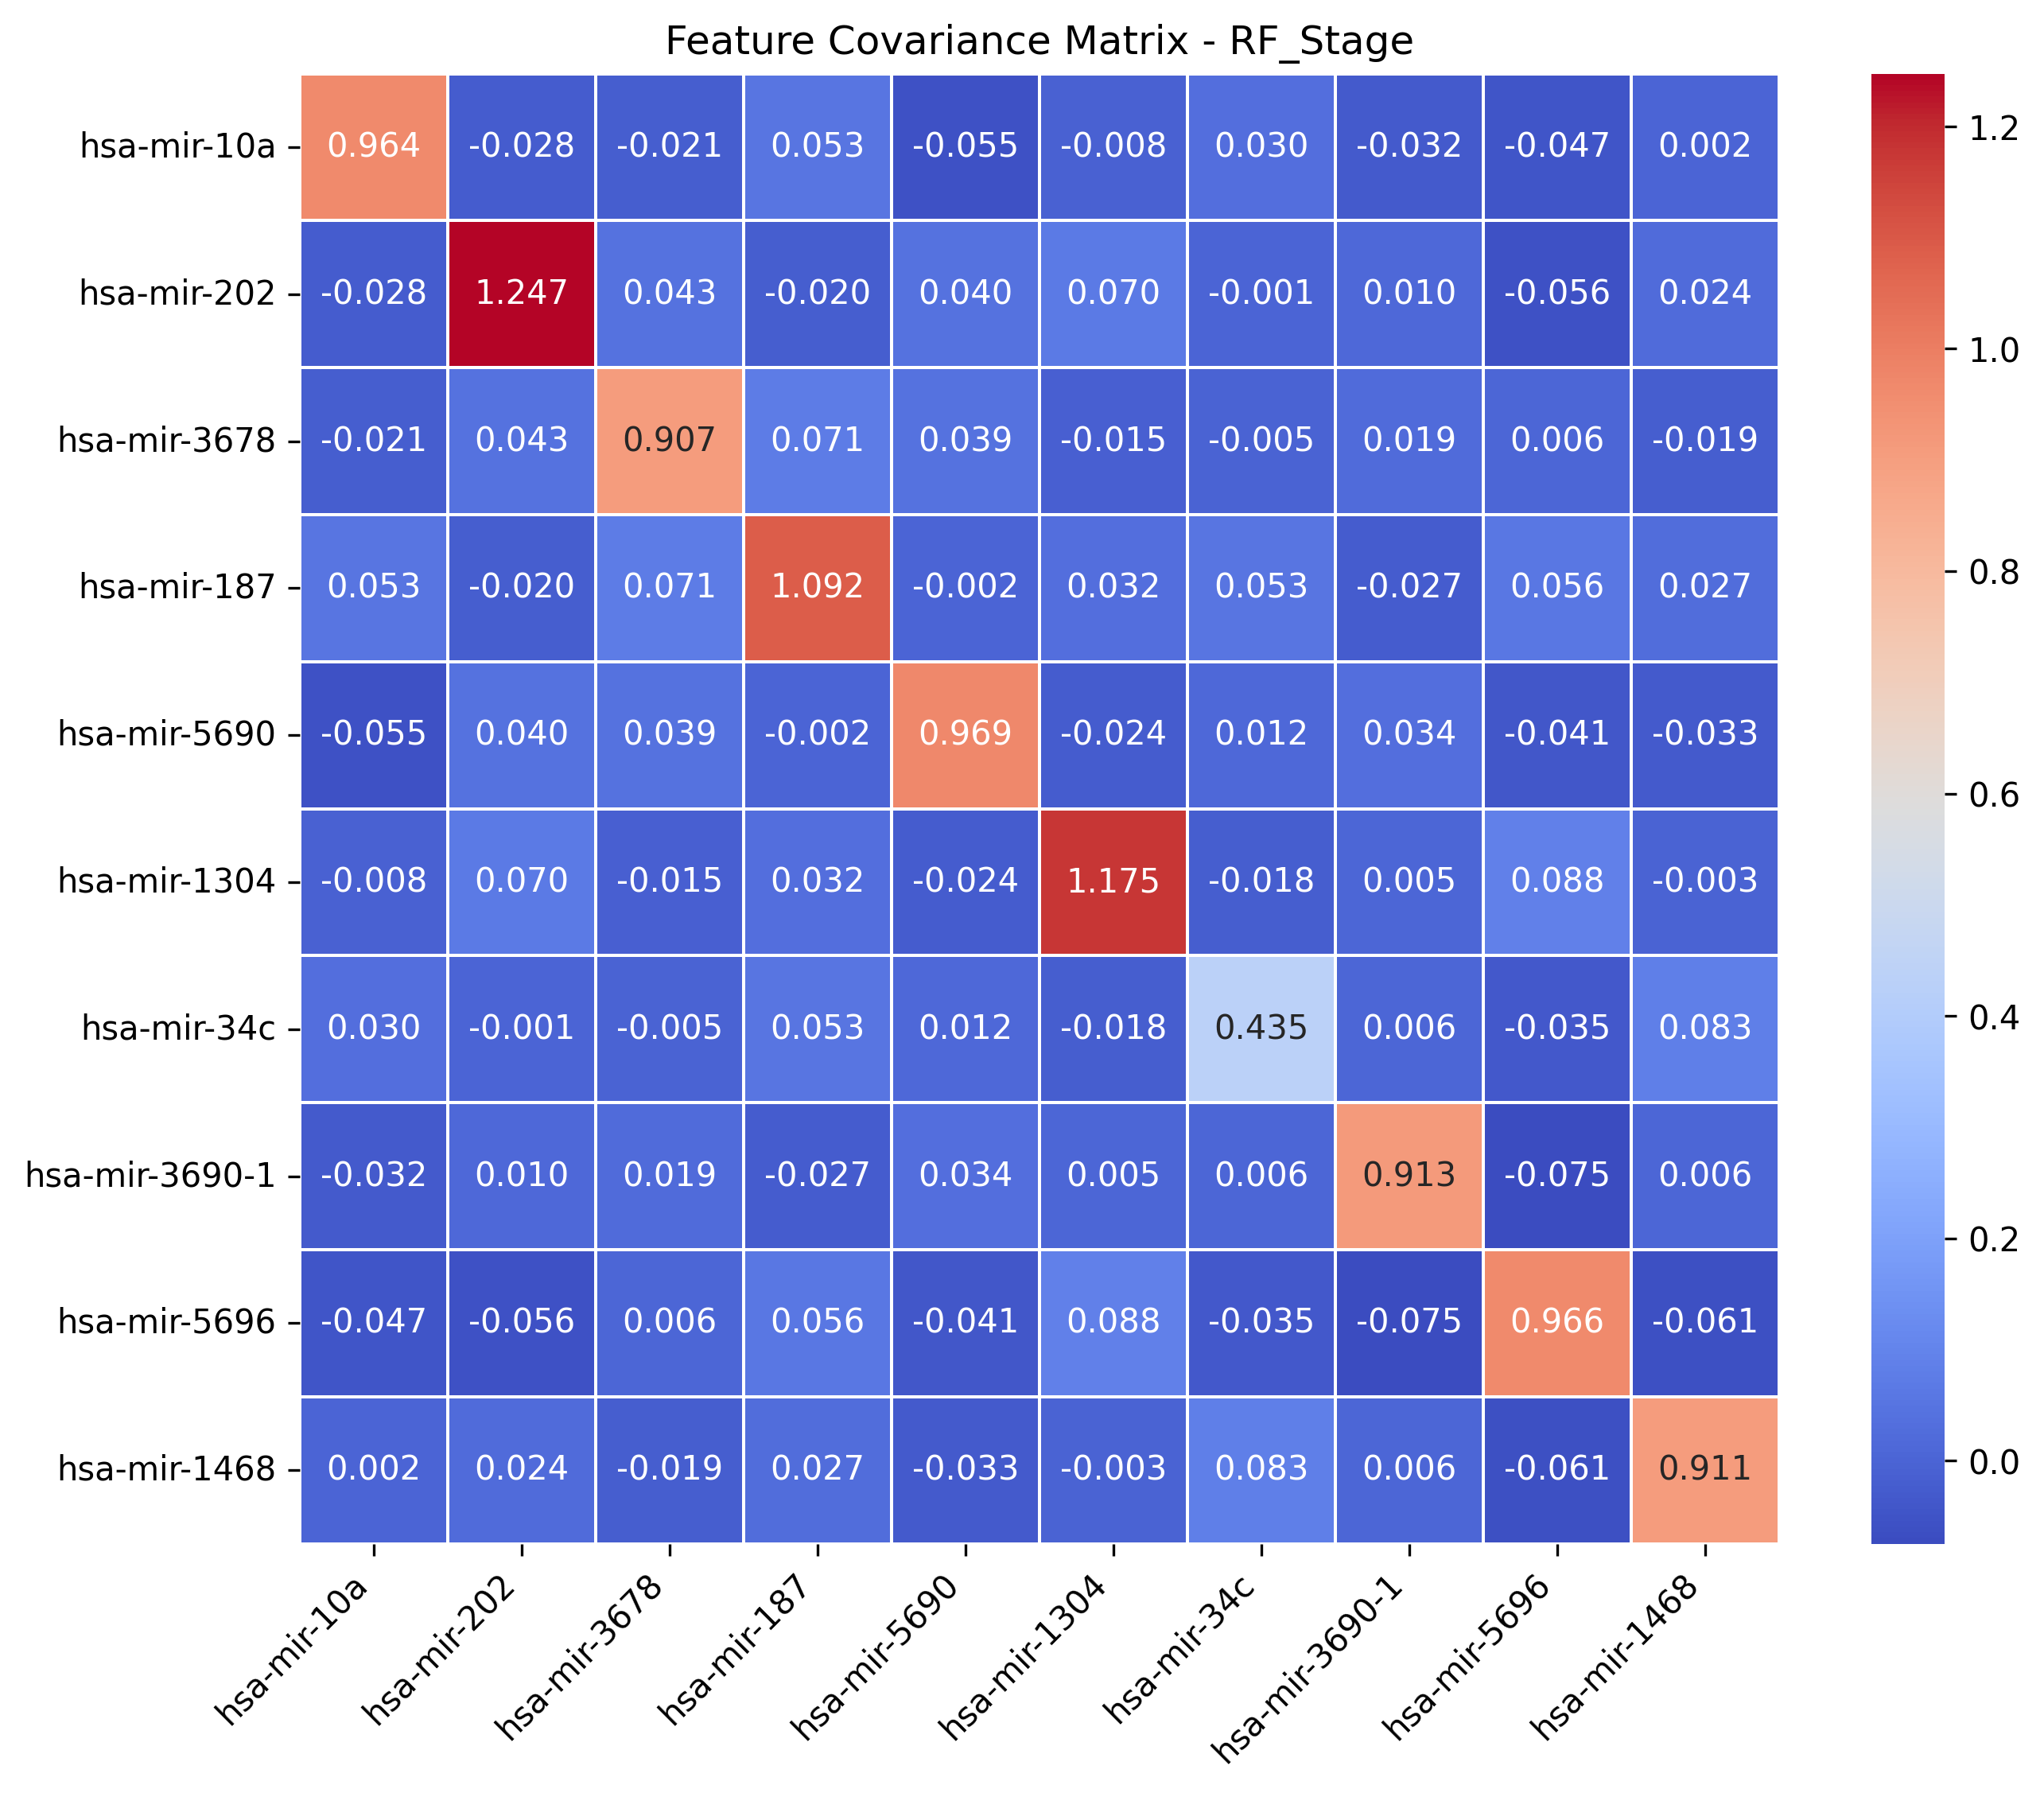 Feature Covariance Matrix - RF_Stage
hsa-mir-10a 0.964 -0.028 -0.021 0.053 -0.055 -0.008 0.030 -0.032 -0.047 0.002
hsa-mir-202 -0.028 1.247 0.043 -0.020 0.040 0.070 -0.001 0.010 -0.056 0.024
hsa-mir-3678 -0.021 0.043 0.907 0.071 0.039 -0.015 -0.005 0.019 0.006 -0.019
hsa-mir-187 0.053 -0.020 0.071 1.092 -0.002 0.032 0.053 -0.027 0.056 0.027
hsa-mir-5690 -0.055 0.040 0.039 -0.002 0.969 -0.024 0.012 0.034 -0.041 -0.033
hsa-mir-1304 -0.008 0.070 -0.015 0.032 -0.024 1.175 -0.018 0.005 0.088 -0.003
hsa-mir-34c 0.030 -0.001 -0.005 0.053 0.012 -0.018 0.435 0.006 -0.035 0.083
hsa-mir-3690-1 -0.032 0.010 0.019 -0.027 0.034 0.005 0.006 0.913 -0.075 0.006
hsa-mir-5696 -0.047 -0.056 0.006 0.056 -0.041 0.088 -0.035 -0.075 0.966 -0.061
hsa-mir-1468 0.002 0.024 -0.019 0.027 -0.033 -0.003 0.083 0.006 -0.061 0.911
hsa-mir-10a
hsa-mir-202
hsa-mir-3678
hsa-mir-187
hsa-mir-5690
hsa-mir-1304
hsa-mir-34c
hsa-mir-3690-1
hsa-mir-5696
hsa-mir-1468
1.2
1.0
0.8
0.6
0.4
0.2
0.0